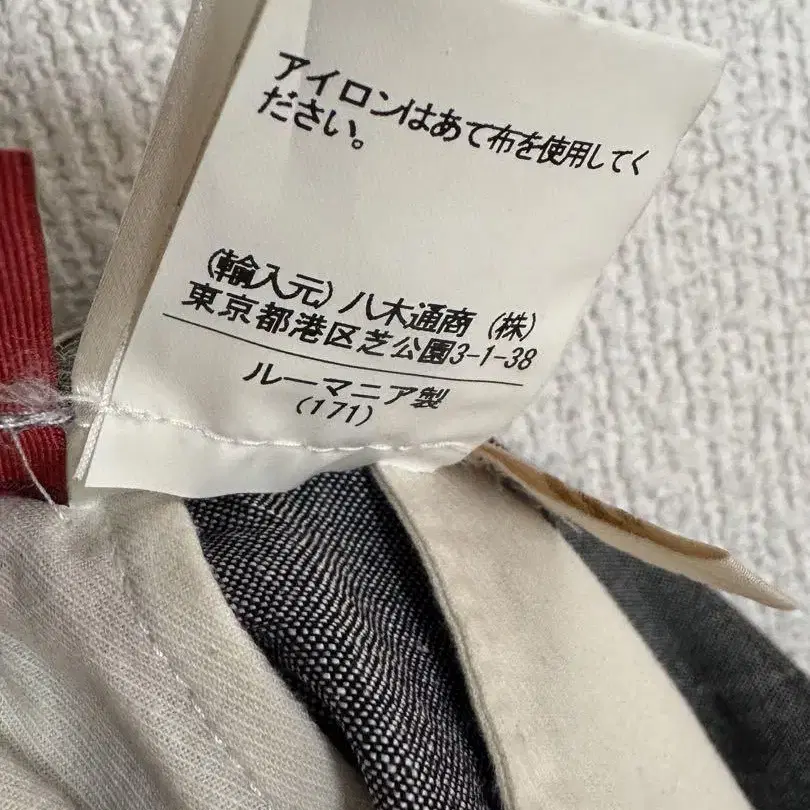 アイロンはあて布を使用してく
ださい。
(輸入元) 八木通商 (株)
東京都港区芝公園3-1-38
ルーマニア製
(171)